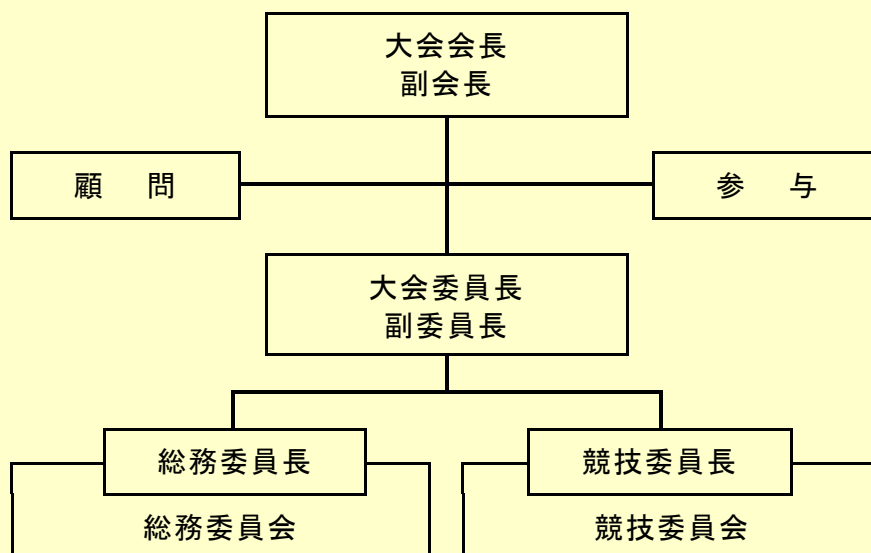 大会会長
副会長
顧　問
参　与
大会委員長
副委員長
総務委員長
競技委員長
総務委員会
競技委員会